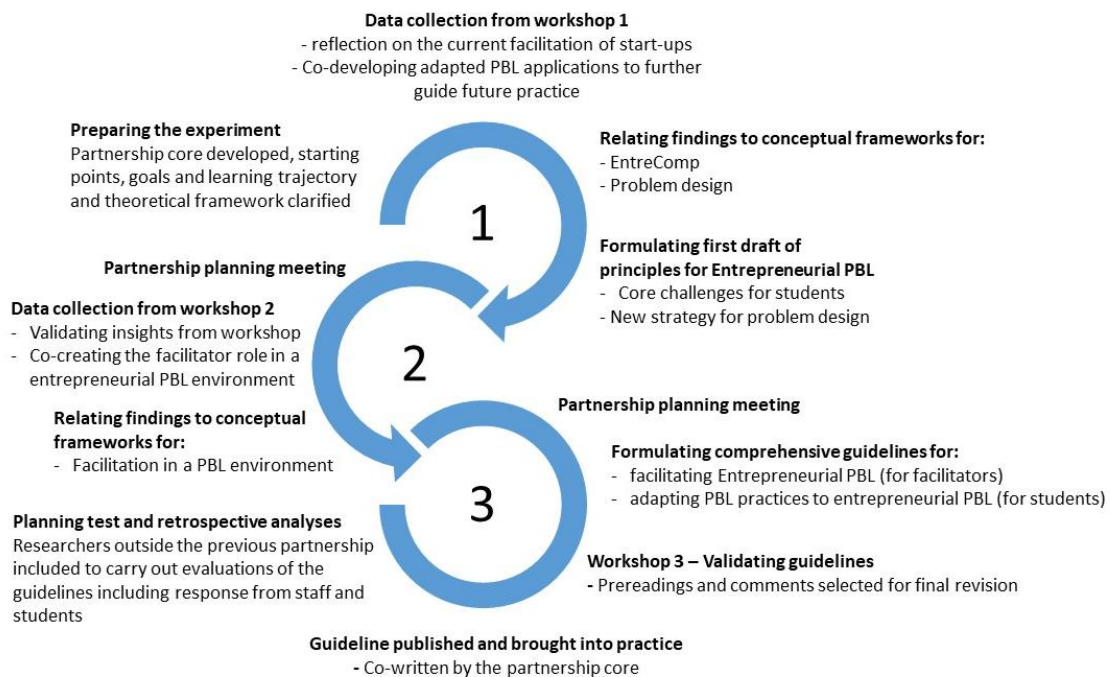 Data collection from workshop 1
- reflection on the current facilitation of start-ups
- Co-developing adapted PBL applications to further
guide future practice
Preparing the experiment
Partnership core developed, starting
points, goals and learning trajectory
and theoretical framework clarified
Relating findings to conceptual frameworks for:
- EntreComp
- Problem design
1
Formulating first draft of
principles for Entrepreneurial PBL
- Core challenges for students
- New strategy for problem design
Partnership planning meeting
Data collection from workshop 2
- Validating insights from workshop
- Co-creating the facilitator role in a
entrepreneurial PBL environment
2
Relating findings to conceptual
frameworks for:
- Facilitation in a PBL environment
Partnership planning meeting
Formulating comprehensive guidelines for:
- facilitating Entrepreneurial PBL (for facilitators)
- adapting PBL practices to entrepreneurial PBL (for students)
3
Planning test and retrospective analyses
Researchers outside the previous partnership
included to carry out evaluations of the
guidelines including response from staff and
students
Workshop 3 – Validating guidelines
- Prereadings and comments selected for final revision
Guideline published and brought into practice
- Co-written by the partnership core